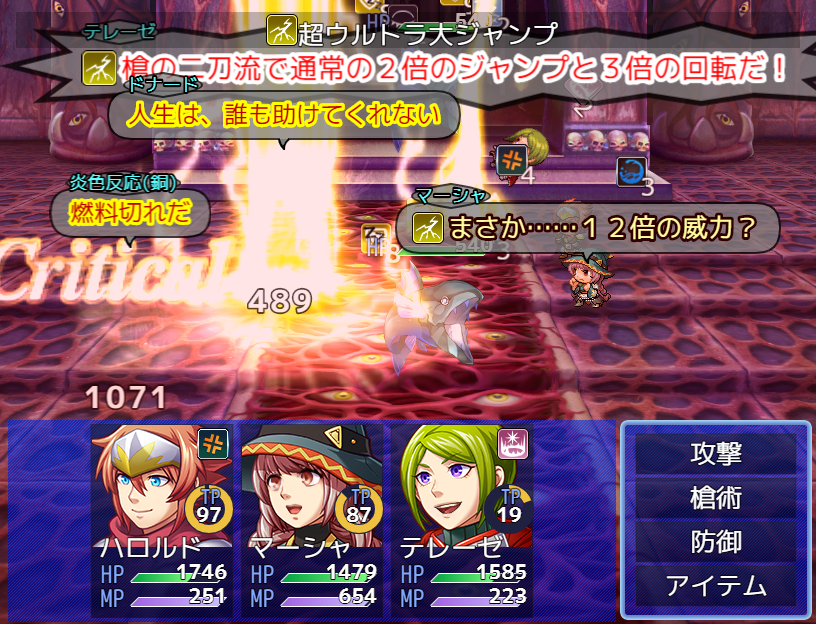 テレーゼ
超ウルトラ大ジャンプ
槍の二刀流で通常の２倍のジャンプと３倍の回転だ！
ドナード
人生は、誰も助けてくれない
4
3
炎色反応(銅)
燃料切れだ
マーシャ
まさか……１２倍の威力？
HP
540
3
Critical
489
1071
TP
97
ハロルド
HP 1746
MP 251
TP
87
マーシャ
HP 1479
MP 654
TP
19
テレーゼ
HP 1585
MP 223
攻撃
槍術
防御
アイテム